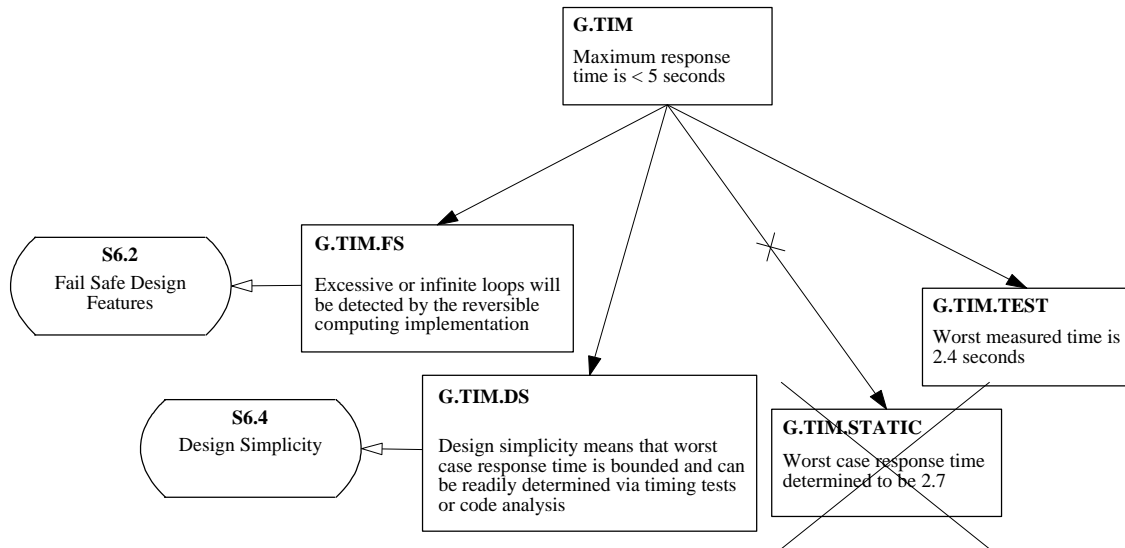 G.TIM
Maximum response
time is < 5 seconds
G.TIM.FS
Excessive or infinite loops will
be detected by the reversible
computing implementation
S6.2
Fail Safe Design
Features
G.TIM.TEST
Worst measured time is
2.4 seconds
G.TIM.DS
Design simplicity means that worst
case response time is bounded and can
be readily determined via timing tests
or code analysis
S6.4
Design Simplicity
G.TIM.STATIC
Worst case response time
determined to be 2.7